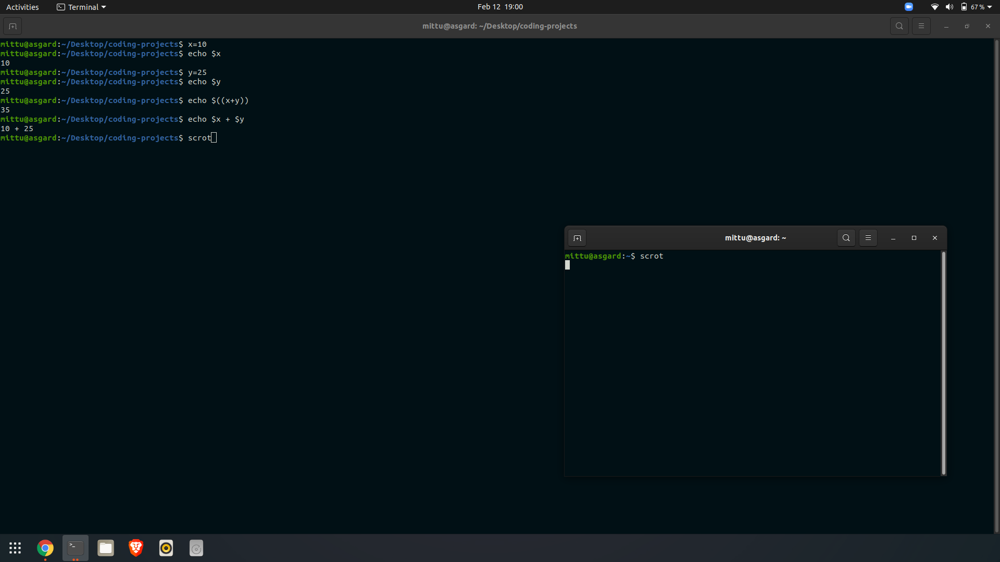 Activities Terminal Feb 12 19:00 67 %
mittu@asgard: ~/Desktop/coding-projects
mittu@asgard:~/Desktop/coding-projects$ x=10
mittu@asgard:~/Desktop/coding-projects$ echo $x
10
mittu@asgard:~/Desktop/coding-projects$ y=25
mittu@asgard:~/Desktop/coding-projects$ echo $y
25
mittu@asgard:~/Desktop/coding-projects$ echo $((x+y))
35
mittu@asgard:~/Desktop/coding-projects$ echo $x + $y
10 + 25
mittu@asgard:~/Desktop/coding-projects$ scrot
mittu@asgard: ~
mittu@asgard:~$ scrot